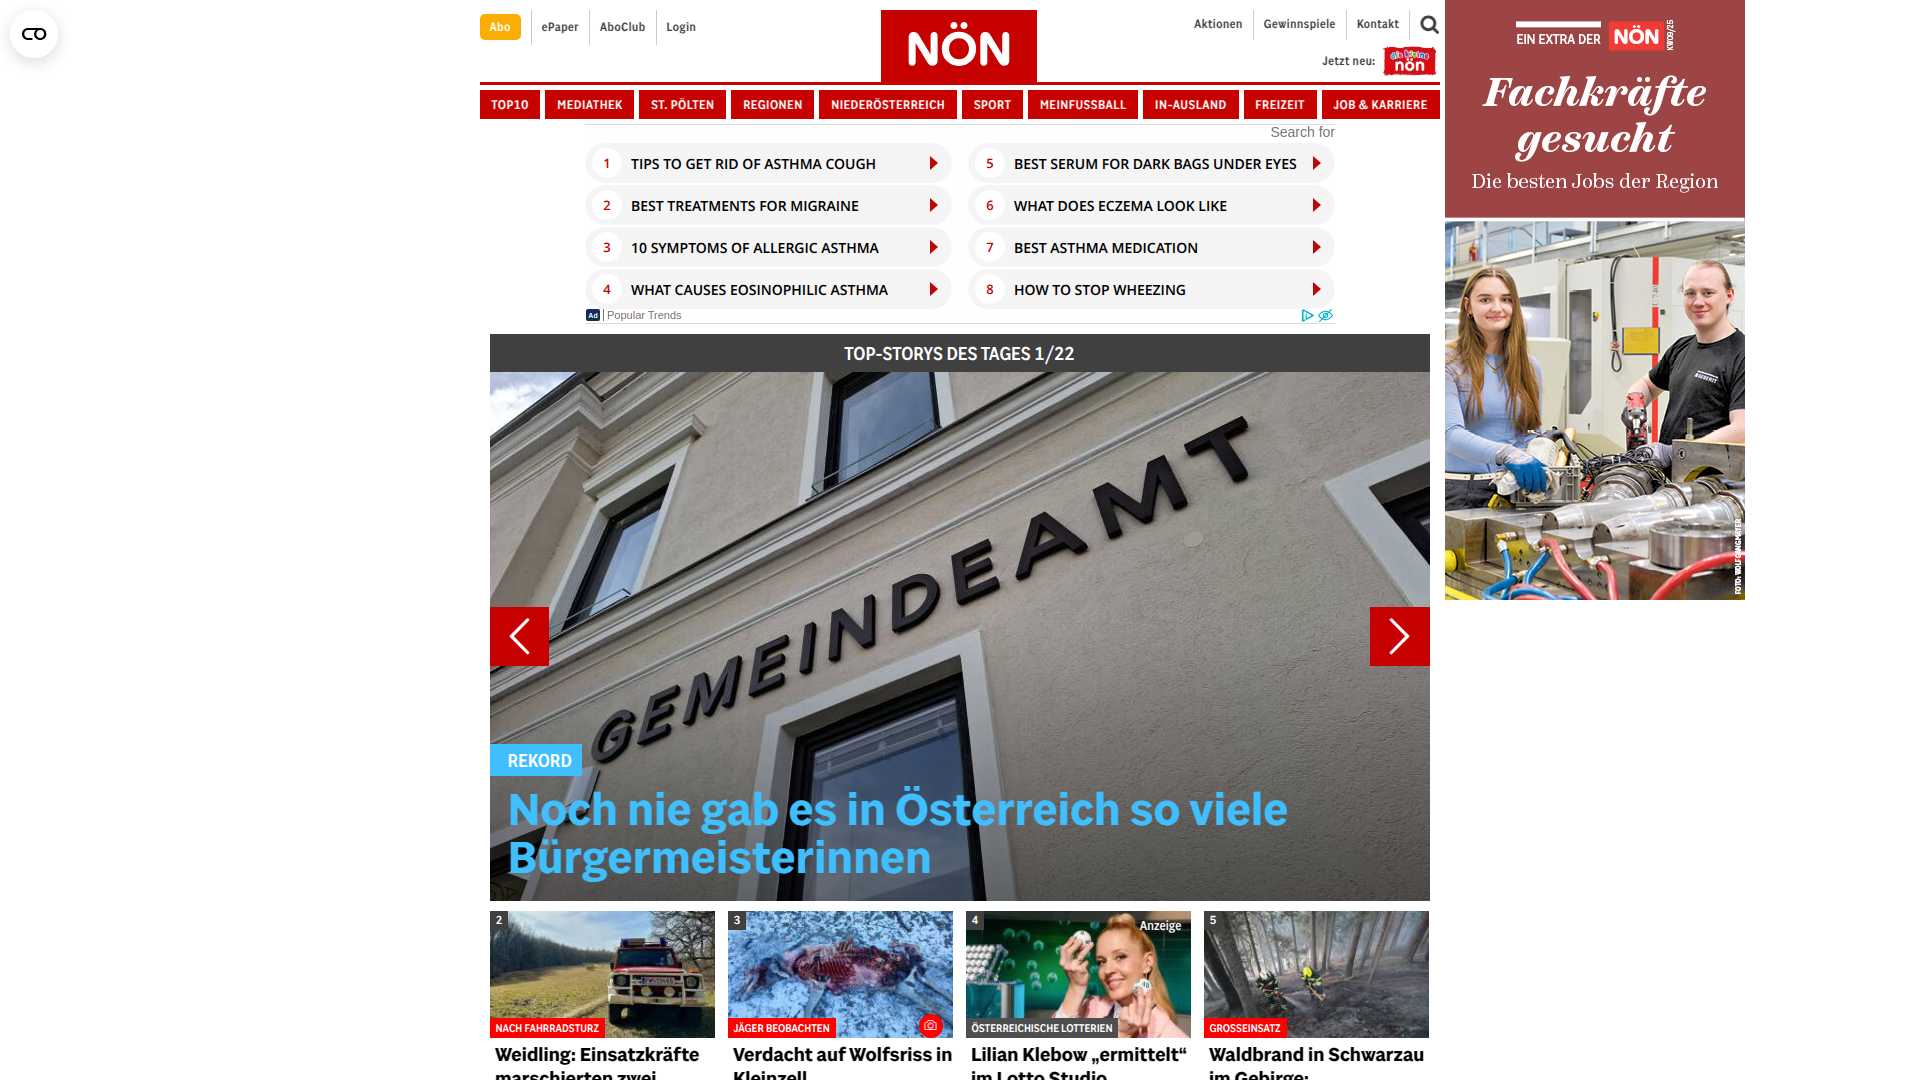 Abo
ePaper
AboClub
Login
NÖN
Aktionen
Gewinnspiele
Kontakt
Jetzt neu:
die kleine
nön
TOP10
MEDIATHEK
ST. PÖLTEN
REGIONEN
NIEDERÖSTERREICH
SPORT
MEINFUSSBALL
IN-AUSLAND
FREIZEIT
JOB & KARRIERE
Search for
1 TIPS TO GET RID OF ASTHMA COUGH
2 BEST TREATMENTS FOR MIGRAINE
3 10 SYMPTOMS OF ALLERGIC ASTHMA
4 WHAT CAUSES EOSINOPHILIC ASTHMA
5 BEST SERUM FOR DARK BAGS UNDER EYES
6 WHAT DOES ECZEMA LOOK LIKE
7 BEST ASTHMA MEDICATION
8 HOW TO STOP WHEEZING
Ad | Popular Trends
EIN EXTRA DER NÖN
KW09/25
Fachkräfte
gesucht
Die besten Jobs der Region
FOTO: WOLFGANG MAYER
TOP-STORYS DES TAGES 1/22
GEMEINDEAMT
REKORD
Noch nie gab es in Österreich so viele
Bürgermeisterinnen
2
NACH FAHRRADSTURZ
Weidling: Einsatzkräfte
marschierten zwei
3
JÄGER BEOBACHTEN
Verdacht auf Wolfsriss in
Kleinzell
4
Anzeige
ÖSTERREICHISCHE LOTTERIEN
Lilian Klebow „ermittelt“
im Lotto Studio
5
GROSSEINSATZ
Waldbrand in Schwarzau
im Gebirge: